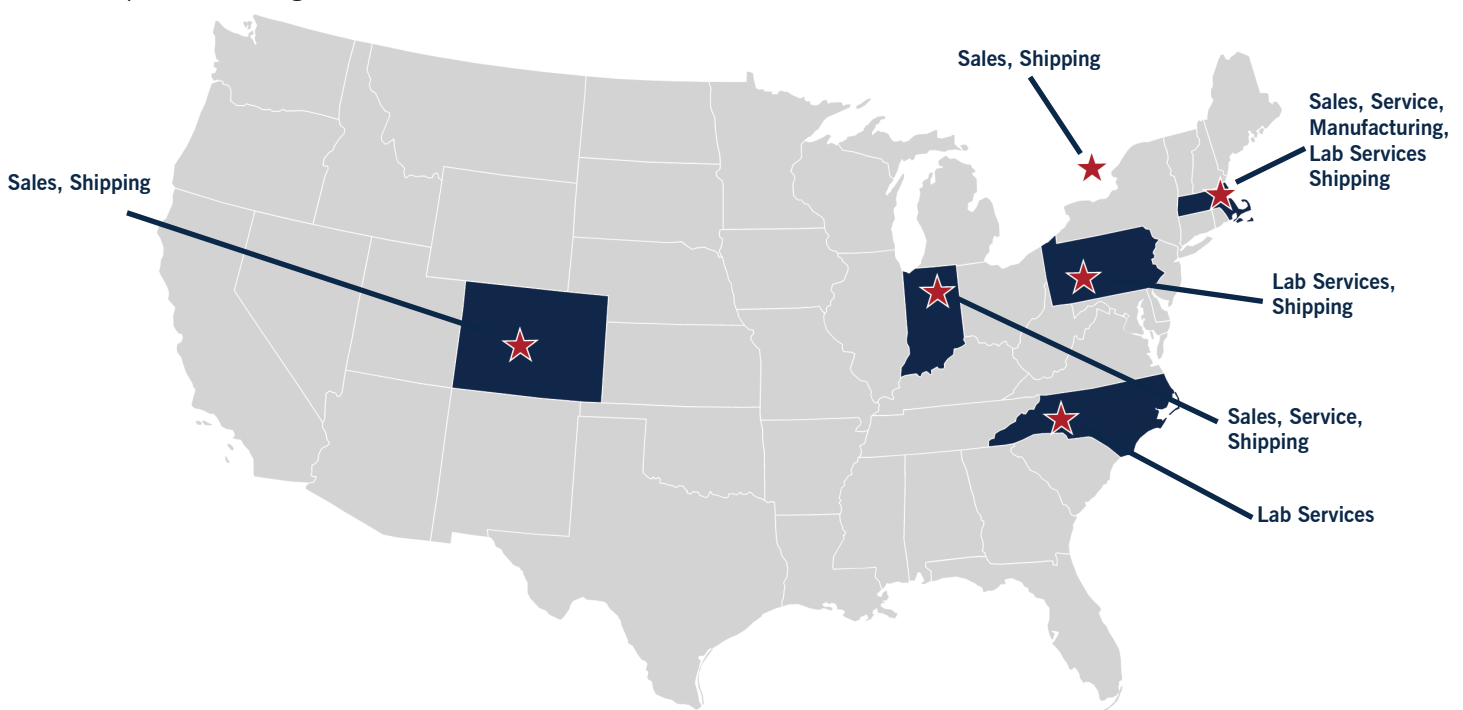 Sales, Shipping
Sales, Service,
Manufacturing,
Lab Services
Shipping
Sales, Shipping
Lab Services,
Shipping
Sales, Service,
Shipping
Lab Services